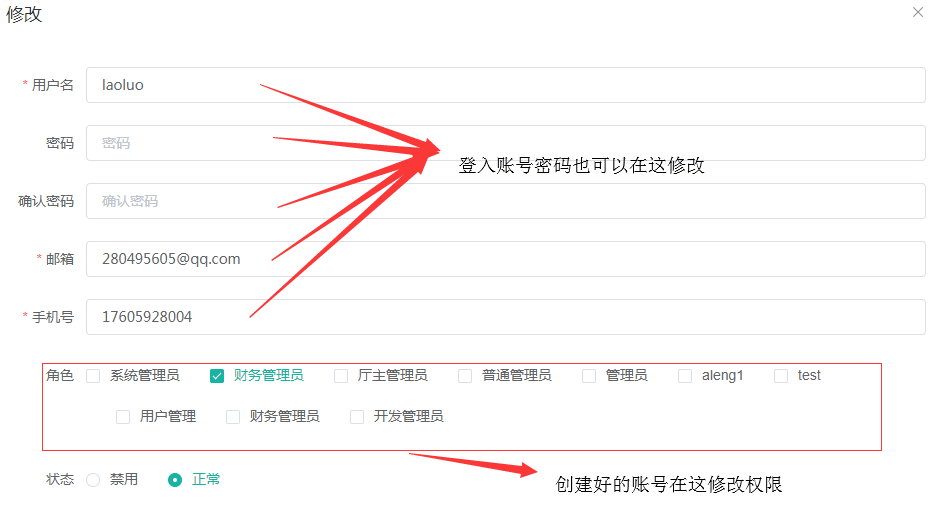 修改
* 用户名 laoluo
密码 密码
登入账号密码也可以在这修改
确认密码 确认密码
* 邮箱 280495605@qq.com
* 手机号 17605928004
角色 系统管理员 财务管理员 厅主管理员 普通管理员 管理员 aleng1 test
用户管理 财务管理员 开发管理员
状态 禁用 正常
创建好的账号在这修改权限